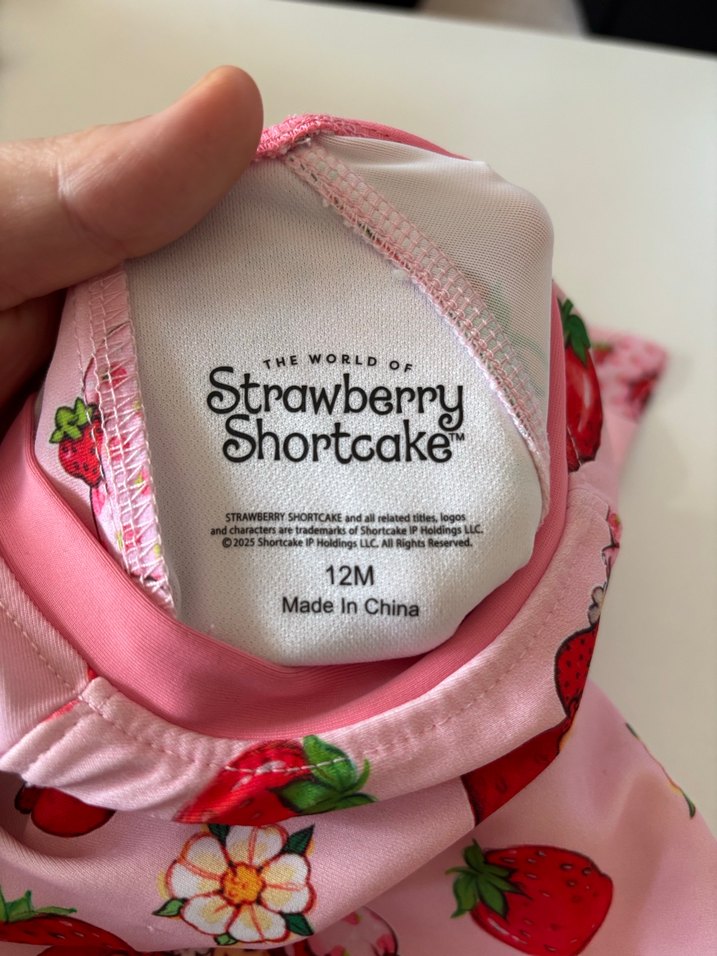 THE WORLD OF
Strawberry
Shortcake™
STRAWBERRY SHORTCAKE and all related titles, logos
and characters are trademarks of Shortcake IP Holdings LLC.
© 2025 Shortcake IP Holdings LLC. All Rights Reserved.
12M
Made In China